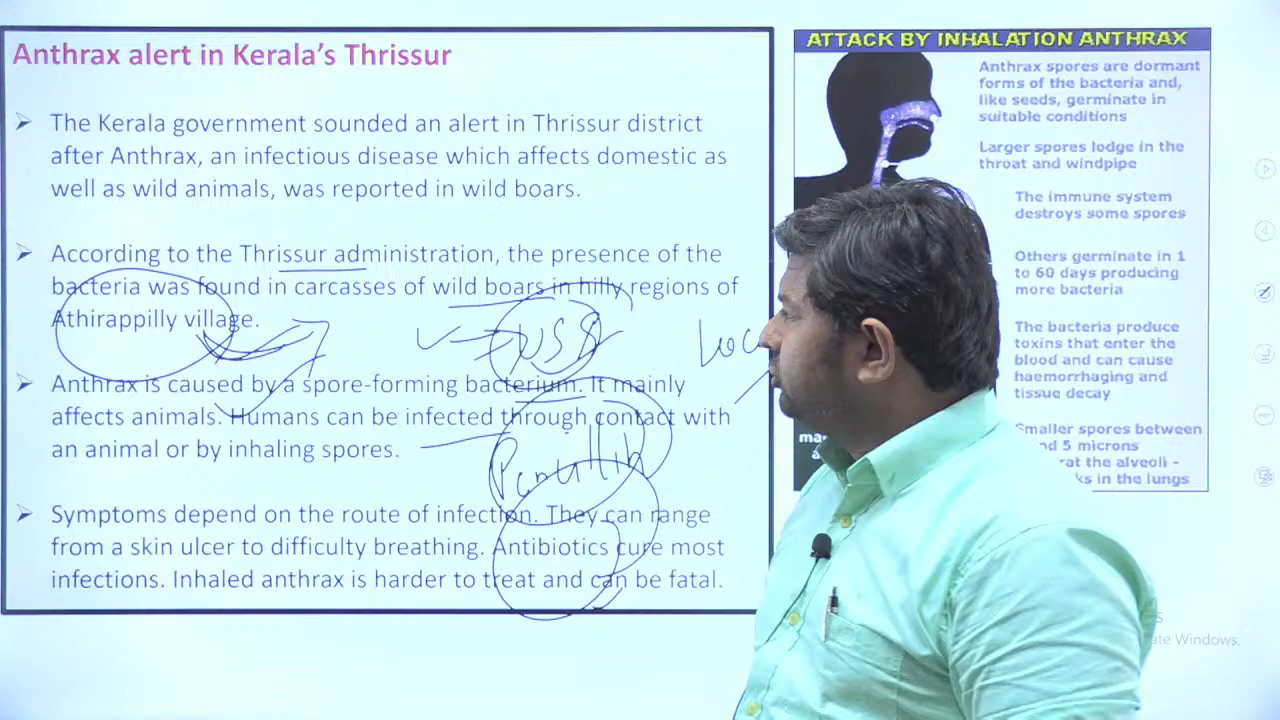 Anthrax alert in Kerala's Thrissur
The Kerala government sounded an alert in Thrissur district
after Anthrax, an infectious disease which affects domestic as
well as wild animals, was reported in wild boars.
According to the Thrissur administration, the presence of the
bacteria was found in carcasses of wild boars in hilly regions of
Athirappilly village.
Anthrax is caused by a spore-forming bacterium. It mainly
affects animals. Humans can be infected through contact with
an animal or by inhaling spores.
Symptoms depend on the route of infection. They can range
from a skin ulcer to difficulty breathing. Antibiotics cure most
infections. Inhaled anthrax is harder to treat and can be fatal.
Loc
ATTACK BY INHALATION ANTHRAX
Anthrax spores are dormant
forms of the bacteria and,
like seeds, germinate in
suitable conditions
Larger spores lodge in the
throat and windpipe
The immune system
destroys some spores
Others germinate in 1
to 60 days producing
more bacteria
The bacteria produce
toxins that enter the
blood and can cause
haemorrhaging and
tissue decay
Smaller spores between
nd 5 microns
rat the alveoli -
ks in the lungs
ma
ate Windows.